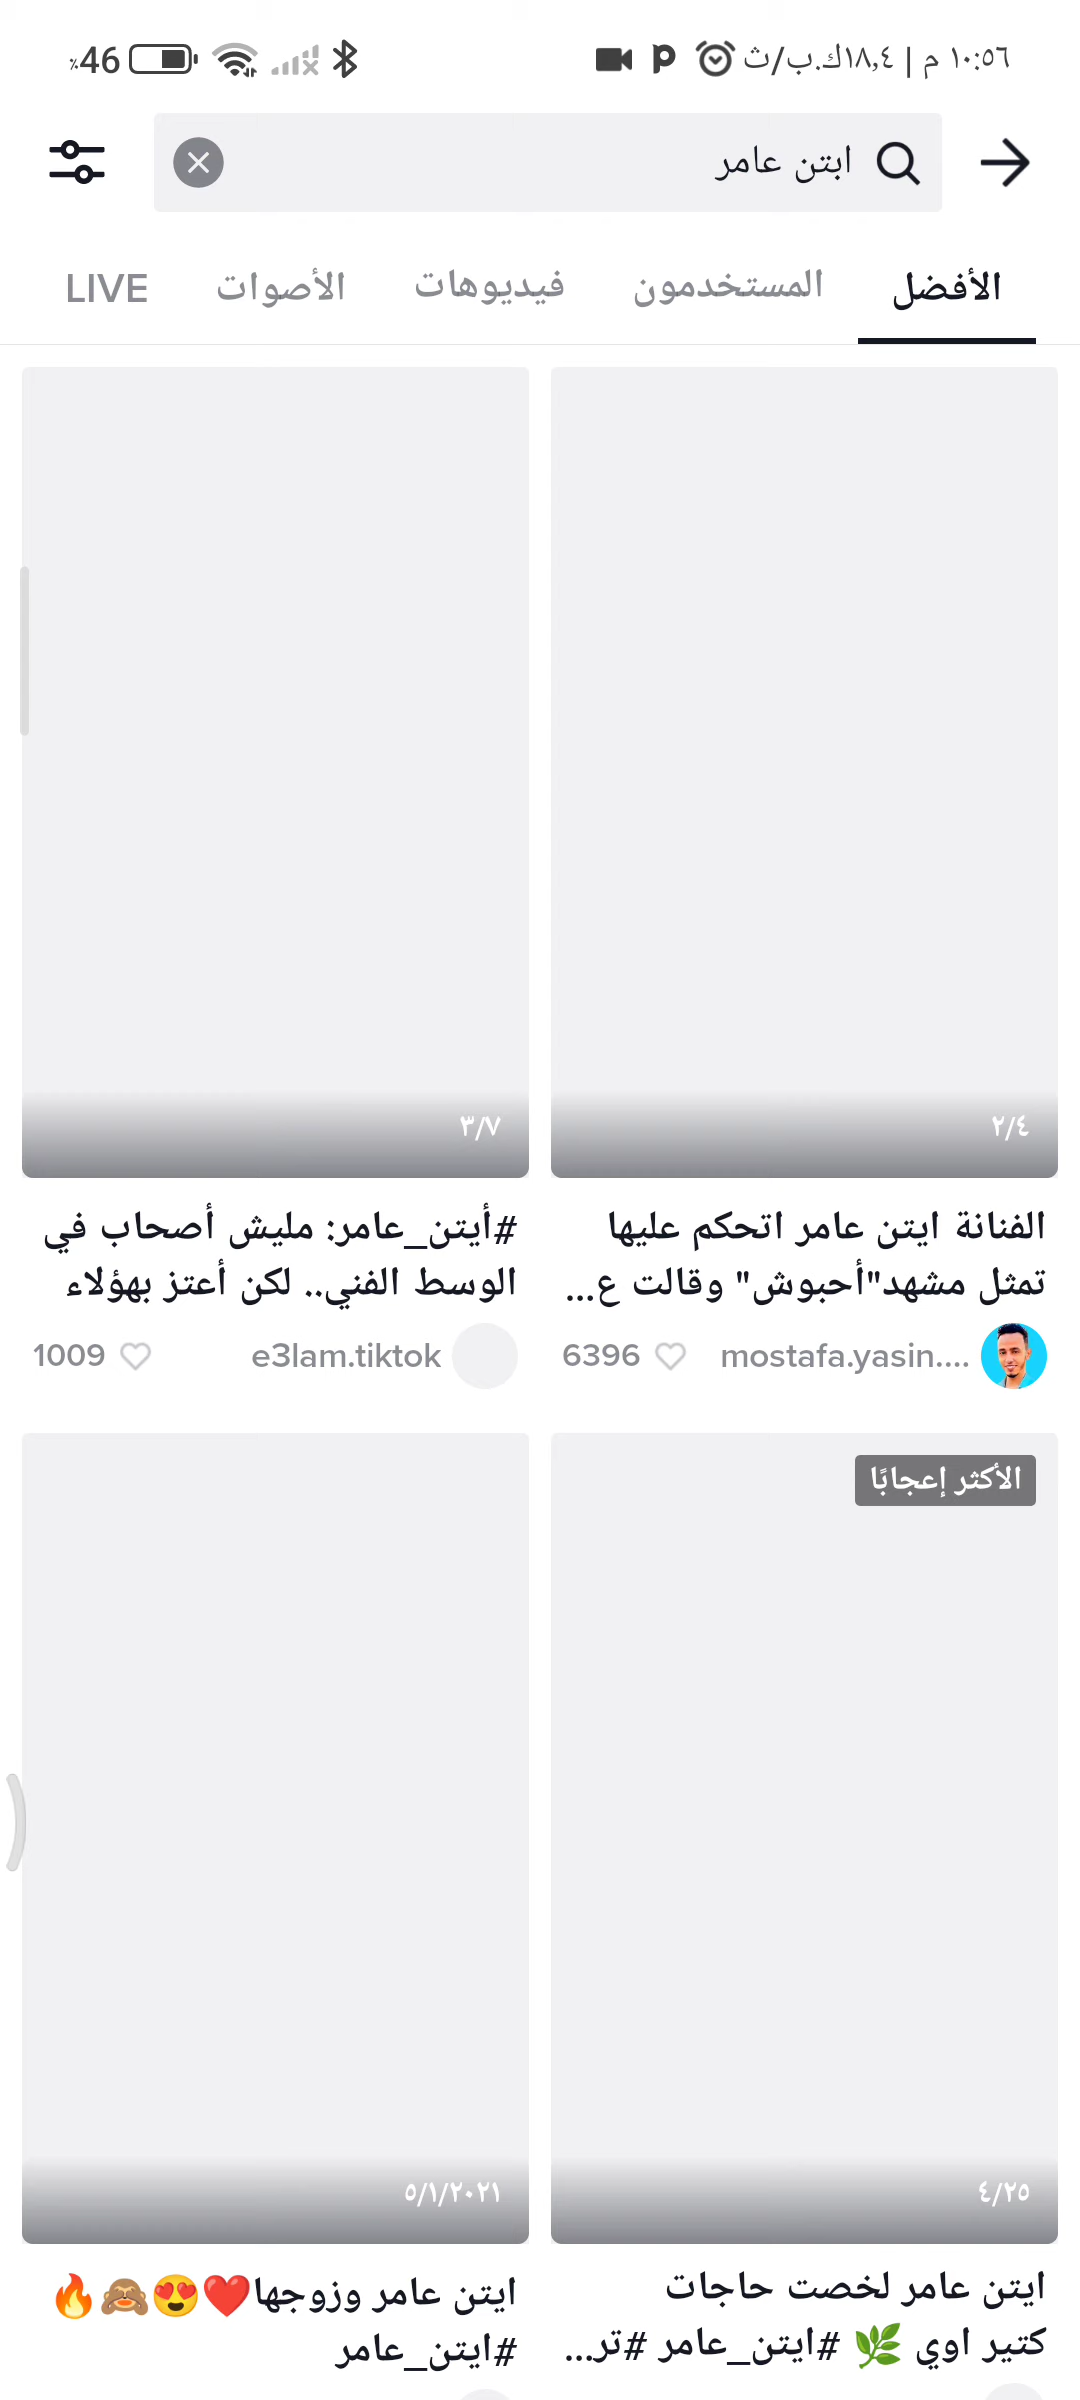 ١٠:٥٦ م | ١٨,٤ك.ب/ث
46٪
ابتن عامر
الأفضل
المستخدمون
فيديوهات
الأصوات
LIVE
٢/٤
الفنانة ايتن عامر اتحكم عليها
تمثل مشهد"أحبوش" وقالت ع...
mostafa.yasin....
6396
٣/٧
#أيتن_عامر: مليش أصحاب في
الوسط الفني.. لكن أعتز بهؤلاء
e3lam.tiktok
1009
الأكثر إعجابًا
٤/٢٥
ايتن عامر لخصت حاجات
كتير اوي 🌿 #ايتن_عامر #تر...
٥/١/٢٠٢١
ايتن عامر وزوجها❤️😍🙈🔥
#ايتن_عامر